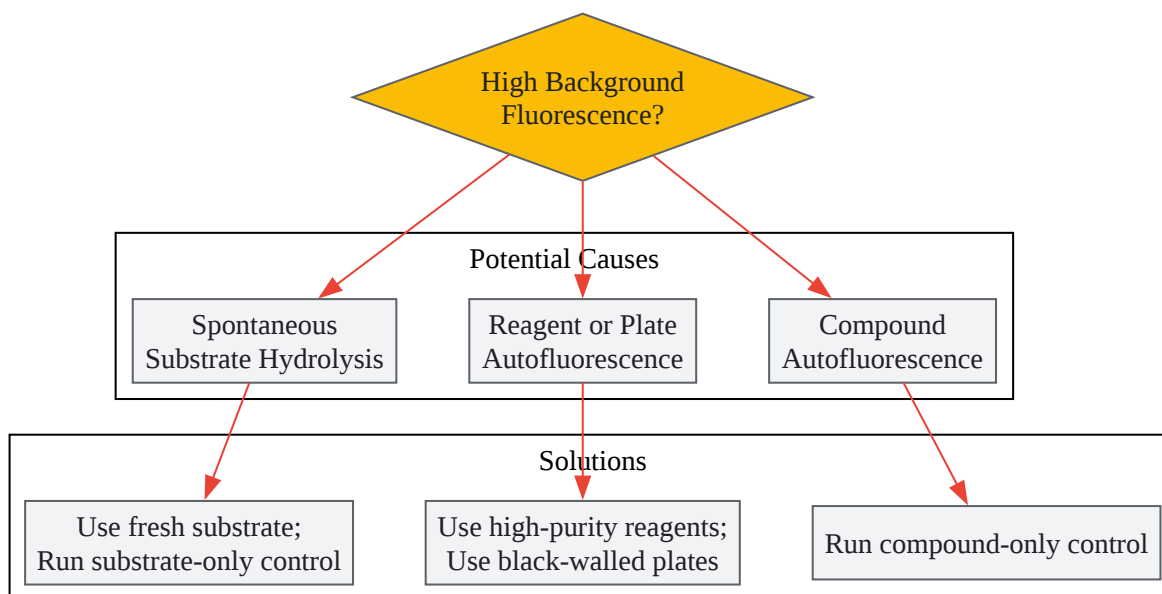 High Background
Fluorescence?
Potential Causes
Spontaneous
Substrate Hydrolysis
Reagent or Plate
Autofluorescence
Compound
Autofluorescence
Solutions
Use fresh substrate;
Run substrate-only control
Use high-purity reagents;
Use black-walled plates
Run compound-only control